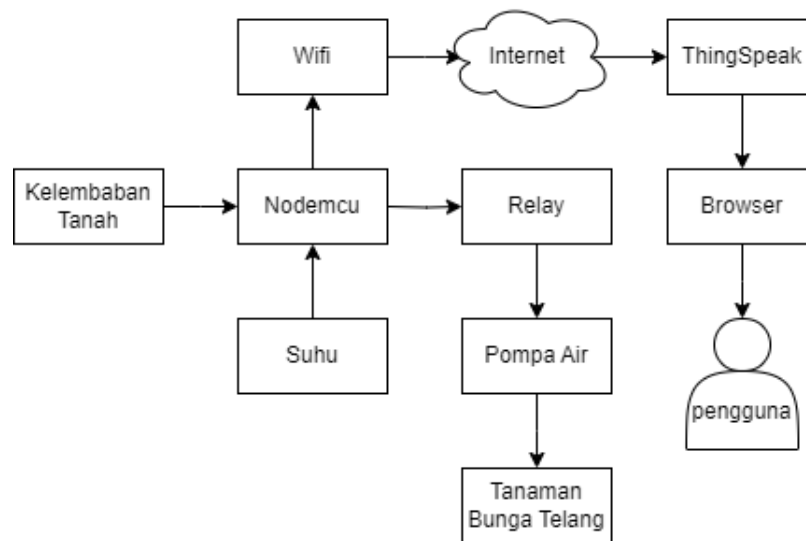 Wifi
Internet
ThingSpeak
Kelembaban
Tanah
Nodemcu
Relay
Browser
Suhu
Pompa Air
pengguna
Tanaman
Bunga Telang